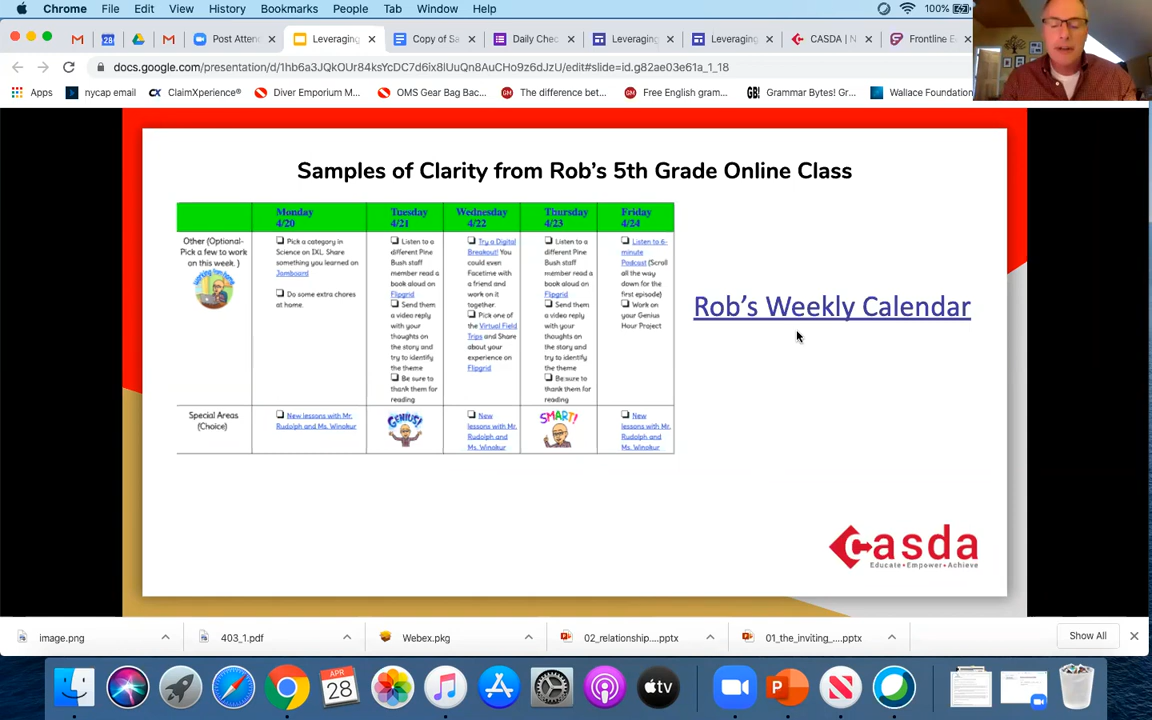 Chrome File Edit View History Bookmarks People Tab Window Help 100%
28 Post Atten Leveraging Copy of Sa Daily Chec Leveraging Leveraging CASDA | N Frontline E
docs.google.com/presentation/d/1hb6a3JQkOUr84ksYcDC7d6ix8lUuQn8AuCHo9z6dJzU/edit#slide=id.g82ae03e61a_1_18
Apps nycap email CX ClaimXperience® Diver Emporium M... OMS Gear Bag Bac... GM The difference bet... GM Free English gram... GB! Grammar Bytes! Gr... Wallace Foundation
Samples of Clarity from Rob’s 5th Grade Online Class
Monday
4/20
Tuesday
4/21
Wednesday
4/22
Thursday
4/23
Friday
4/24
Other (Optional-
Pick a few to work
on this week. )
working from home
Pick a category in
Science on IXL. Share
something you learned on
Jamboard
Do some extra chores
at home.
Listen to a
different Pine
Bush staff
member read a
book aloud on
Flipgrid
Send them
a video reply
with your
thoughts on
the story and
try to identify
the theme
Be sure to
thank them for
reading
Try a Digital
Breakout! You
could even
Facetime with
a friend and
work on it
together.
Pick one of
the Virtual Field
Trips and Share
about your
experience on
Flipgrid
Listen to a
different Pine
Bush staff
member read a
book aloud on
Flipgrid
Send them
a video reply
with your
thoughts on
the story and
try to identify
the theme
Be sure to
thank them for
reading
Listen to 6-
minute
Podcast (Scroll
all the way
down for the
first episode)
Work on
your Genius
Hour Project
Special Areas
(Choice)
New lessons with Mr.
Rudolph and Ms. Winokur
GENIUS!
New
lessons with Mr.
Rudolph and
Ms. Winokur
SMART!
New
lessons with Mr.
Rudolph and
Ms. Winokur
Rob’s Weekly Calendar
Casda
Educate•Empower•Achieve
image.png 403_1.pdf Webex.pkg 02_relationship....pptx 01_the_inviting_....pptx Show All
APR
28
tv
P